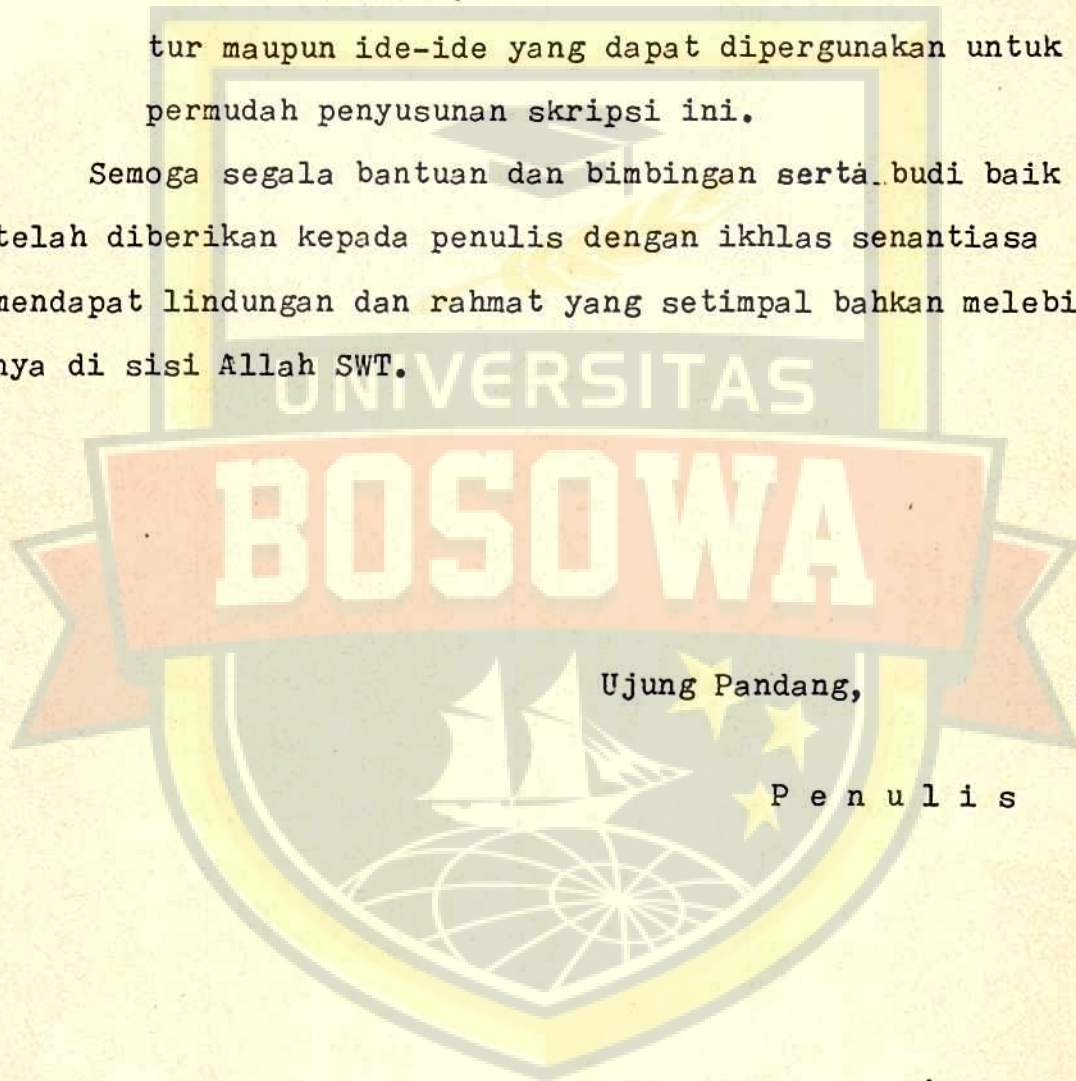 tur maupun ide-ide yang dapat dipergunakan untuk
permudah penyusunan skripsi ini.
Semoga segala bantuan dan bimbingan serta budi baik
telah diberikan kepada penulis dengan ikhlas senantiasa
mendapat lindungan dan rahmat yang setimpal bahkan melebi
nya di sisi Allah SWT.
UNIVERSITAS
BOSOWA
Ujung Pandang,
P e n u l i s